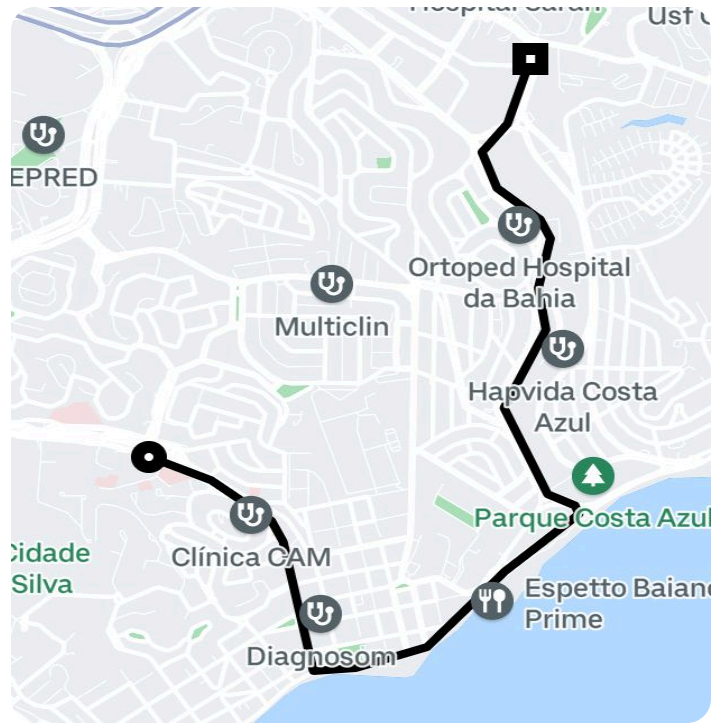 EPRED
Ortoped Hospital
da Bahia
Multiclin
Hapvida Costa
Azul
Parque Costa Azul
Cidade
Silva
Clínica CAM
Espetto Baiano
Prime
Diagnosom